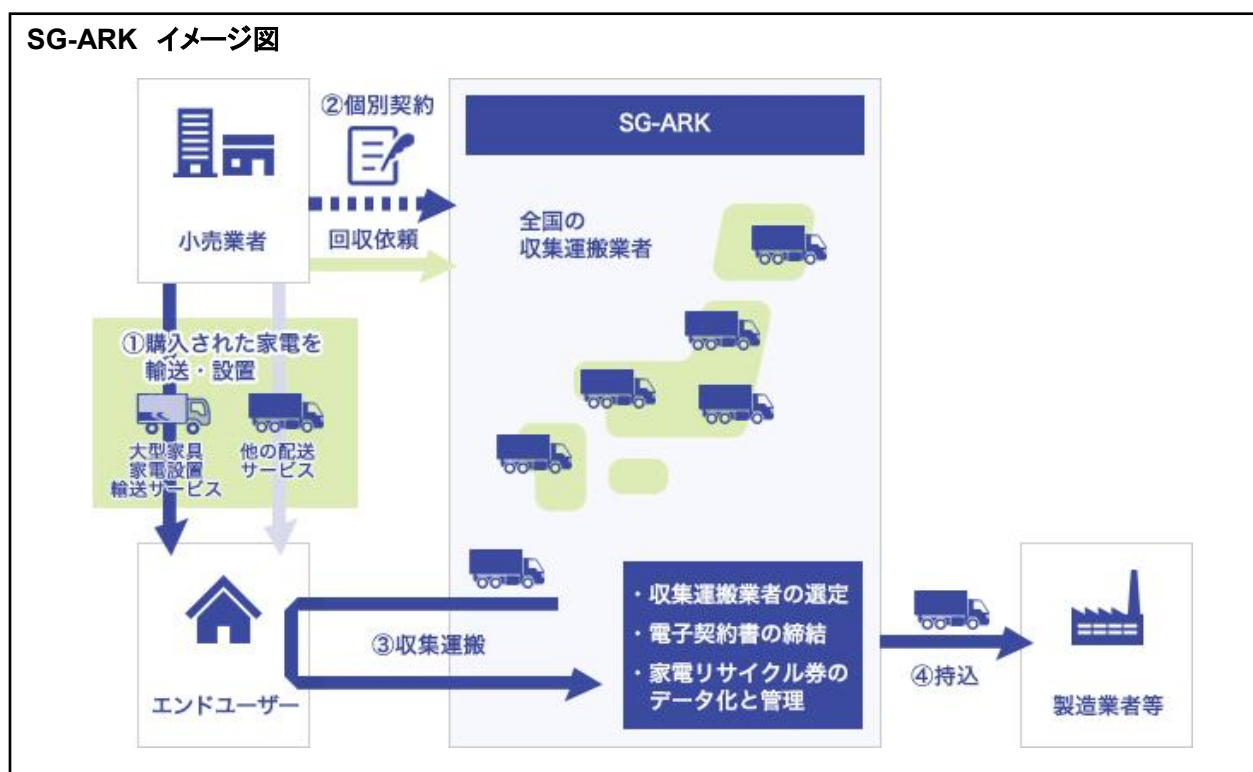 SG-ARK イメージ図
小売業者
②個別契約
回収依頼
SG-ARK
全国の
収集運搬業者
①購入された家電を
輸送・設置
大型家具
家電設置
輸送サービス
他の配送
サービス
エンドユーザー
③収集運搬
・収集運搬業者の選定
・電子契約書の締結
・家電リサイクル券の
データ化と管理
④持込
製造業者等